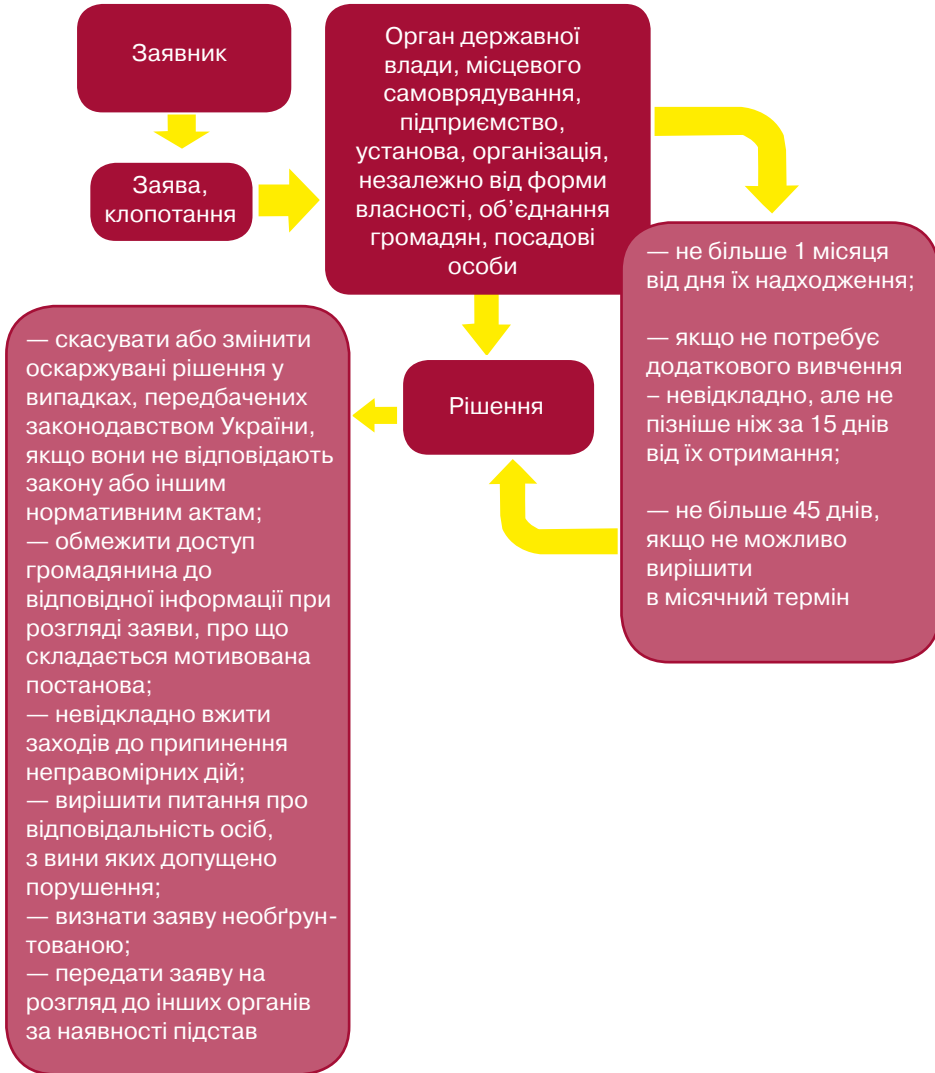 Заявник
Заява,
клопотання
Орган державної
влади, місцевого
самоврядування,
підприємство,
установа, організація,
незалежно від форми
власності, об’єднання
громадян, посадові
особи
— не більше 1 місяця
від дня їх надходження;
— якщо не потребує
додаткового вивчення
– невідкладно, але не
пізніше ніж за 15 днів
від їх отримання;
— не більше 45 днів,
якщо не можливо
вирішити
в місячний термін
Рішення
— скасувати або змінити
оскаржувані рішення у
випадках, передбачених
законодавством України,
якщо вони не відповідають
закону або іншим
нормативним актам;
— обмежити доступ
громадянина до
відповідної інформації при
розгляді заяви, про що
складається мотивована
постанова;
— невідкладно вжити
заходів до припинення
неправомірних дій;
— вирішити питання про
відповідальність осіб,
з вини яких допущено
порушення;
— визнати заяву необґрун-
тованою;
— передати заяву на
розгляд до інших органів
за наявності підстав